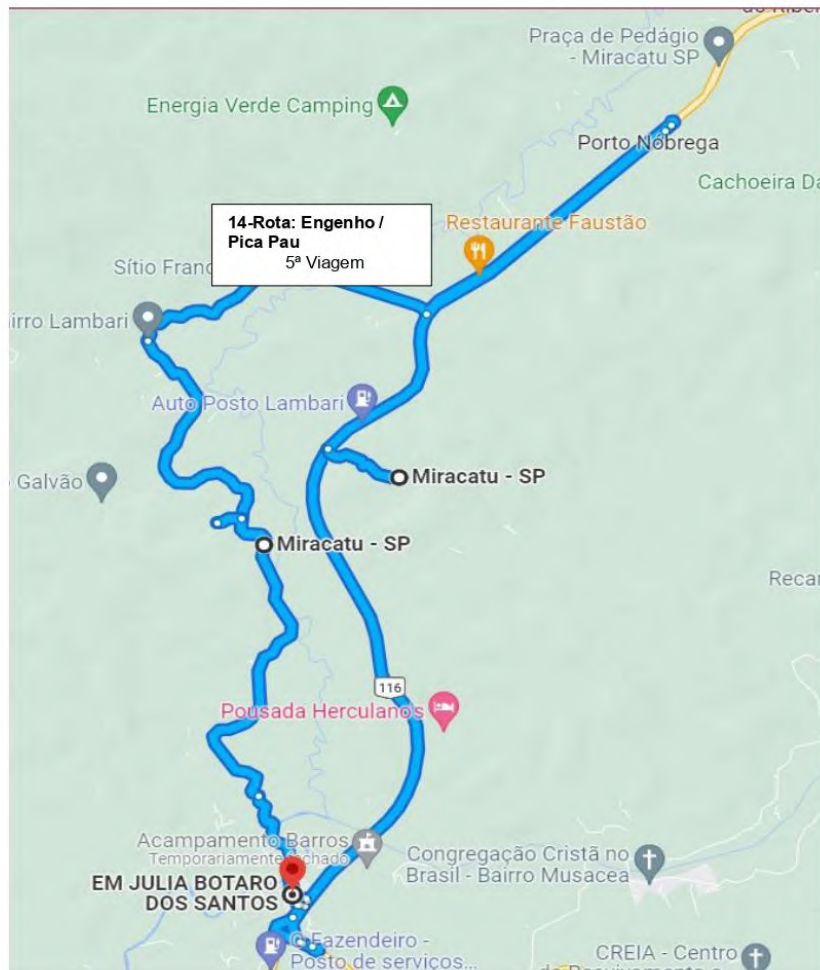 Praça de Pedágio
- Miracatu SP
Energia Verde Camping
Porto Nóbrega
Cachoeira Da
14-Rota: Engenho /
Pica Pau
5ª Viagem
Restaurante Faustão
Sítio Franc
irro Lambari
Auto Posto Lambari
Galvão
Miracatu - SP
Miracatu - SP
Recan
116
Pousada Herculano's
Acampamento Barros
Temporariamente fechado
Congregação Cristã no
Brasil - Bairro Musacea
EM JULIA BOTARO
DOS SANTOS
O Fazendeiro -
Posto de serviços...
CREIA - Centro